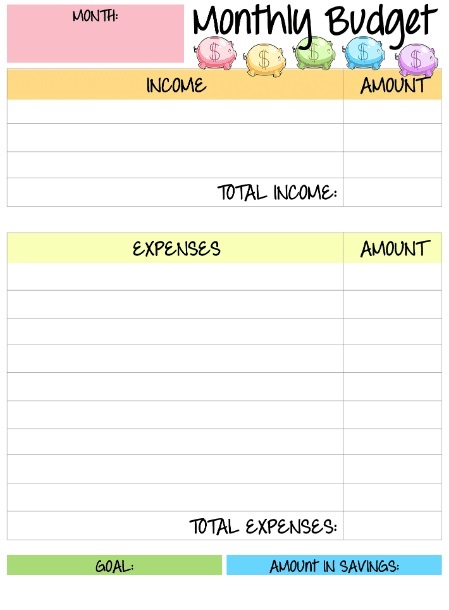 MONTH:
Monthly Budget
$ $ $ $ $
INCOME AMOUNT
TOTAL INCOME:
EXPENSES AMOUNT
TOTAL EXPENSES:
GOAL: AMOUNT IN SAVINGS: